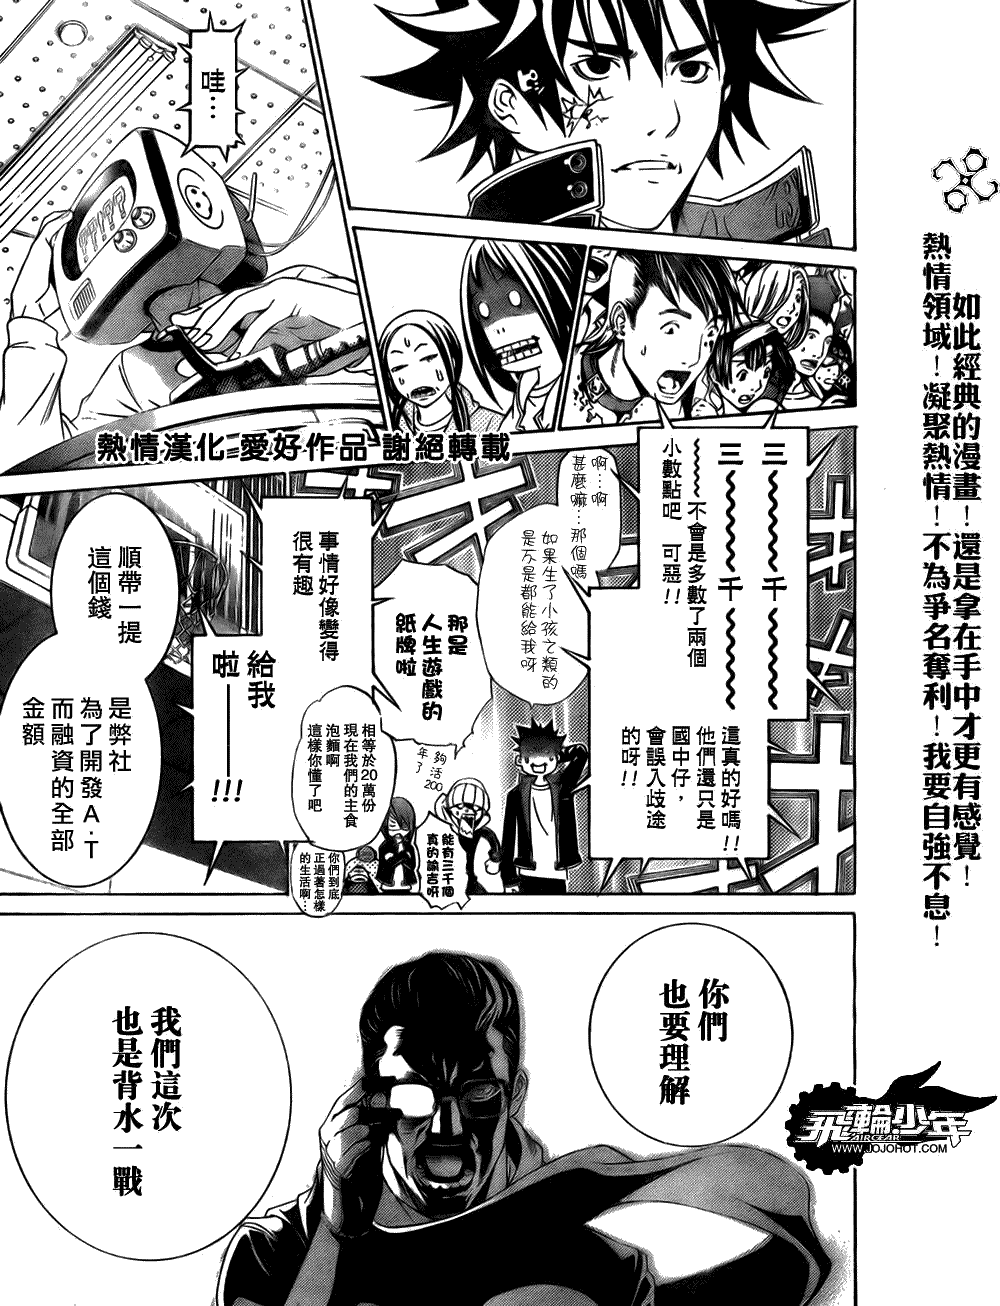 哇…
熱情漢化 愛好作品 謝絕轉載
三~~~千~~~
三~~~千~~~
~~~不會是多數了兩個
小數點吧 可惡!!
這真的好嗎!!
他們還只是
國中仔,
會誤入歧途
的呀!!
啊…啊
甚麼嘛…那個嗎
如果生了小孩之類的
是不是都能給我呀
那是
人生遊戲的
紙牌啦
夠活200
年了
能有三千個
真的諭吉呀
事情好像變得
很有趣
給我
啦——!!!
相等於20萬份
現在我們的主食
泡麵啊
這樣你懂了吧
你們到底
正過著怎樣
的生活啊…
順帶一提
這個錢
是弊社
為了開發A.T
而融資的全部
金額
你們
也要理解
我們這次
也是背水一戰
如此經典的漫畫!還是拿在手中才更有感覺!
熱情領域!凝聚熱情!不為爭名奪利!我要自強不息!
飛輪少年
AIRGEAR
WWW.JOJOHOT.COM